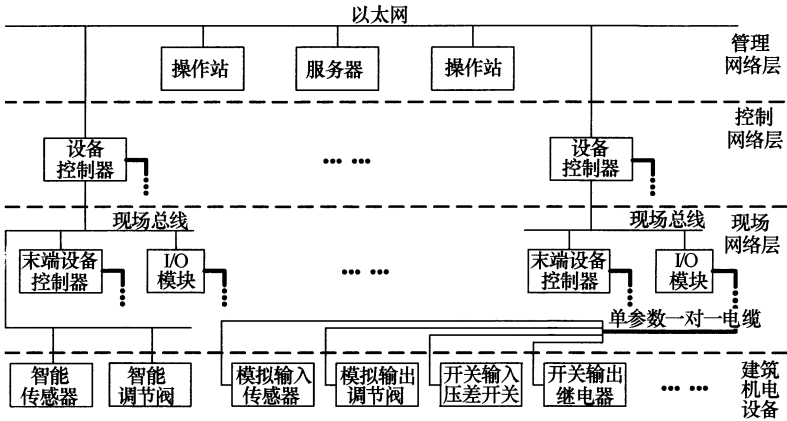 以太网
操作站
服务器
操作站
管理
网络层
控制
网络层
设备
控制器
设备
控制器
现场总线
现场总线
现场
网络层
末端设备
控制器
I/O
模块
末端设备
控制器
I/O
模块
单参数一对一电缆
智能
传感器
智能
调节阀
模拟输入
传感器
模拟输出
调节阀
开关输入
压差开关
开关输出
继电器
建筑
机电
设备